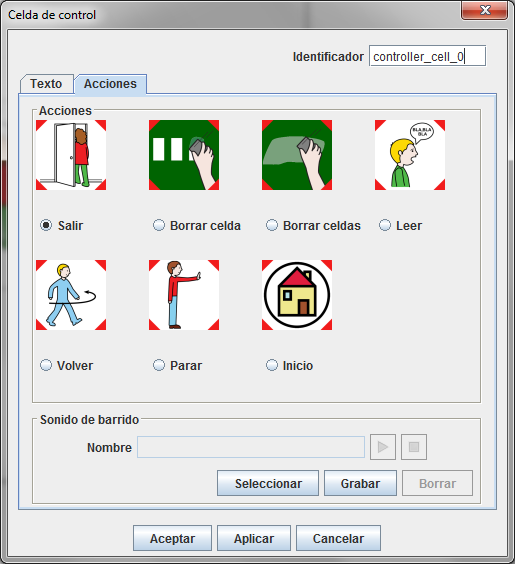 Celda de control
Identificador controller_cell_0
Texto Acciones
Acciones
BLA,BLA
BLA
Salir Borrar celda Borrar celdas Leer
Volver Parar Inicio
Sonido de barrido
Nombre
Seleccionar Grabar Borrar
Aceptar Aplicar Cancelar